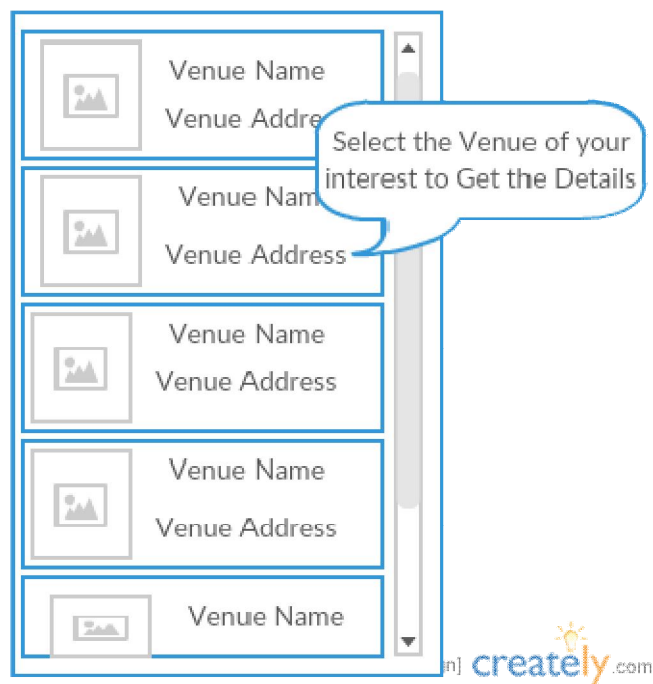 Venue Name
Venue Addre
Select the Venue of your
interest to Get the Details
Venue Nam
Venue Address
Venue Name
Venue Address
Venue Name
Venue Address
Venue Name
n] creately.com